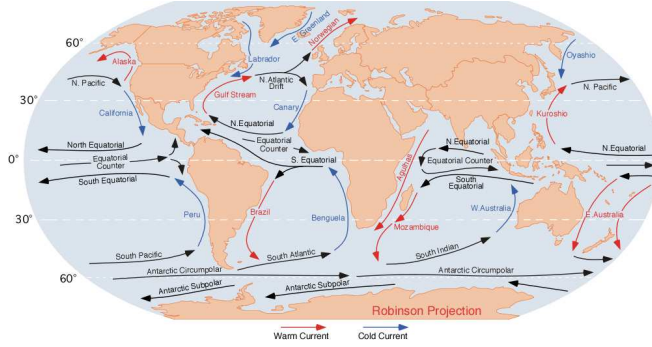 60°
30°
0°
30°
60°
Alaska
N. Pacific
California
North Equatorial
Equatorial
Counter
South Equatorial
Peru
South Pacific
Labrador
E. Greenland
Norwegian
N. Atlantic
Drift
Gulf Stream
Canary
N.Equatorial
Equatorial
Counter
S. Equatorial
Brazil
Benguela
South Atlantic
Agulhas
Mozambique
N.Equatorial
Equatorial Counter
South
Equatorial
W.Australia
South Indian
Oyashio
N. Pacific
Kuroshio
N.Equatorial
E.Australia
Antarctic Circumpolar
Antarctic Circumpolar
Antarctic Subpolar
Antarctic Subpolar
Robinson Projection
Warm Current
Cold Current